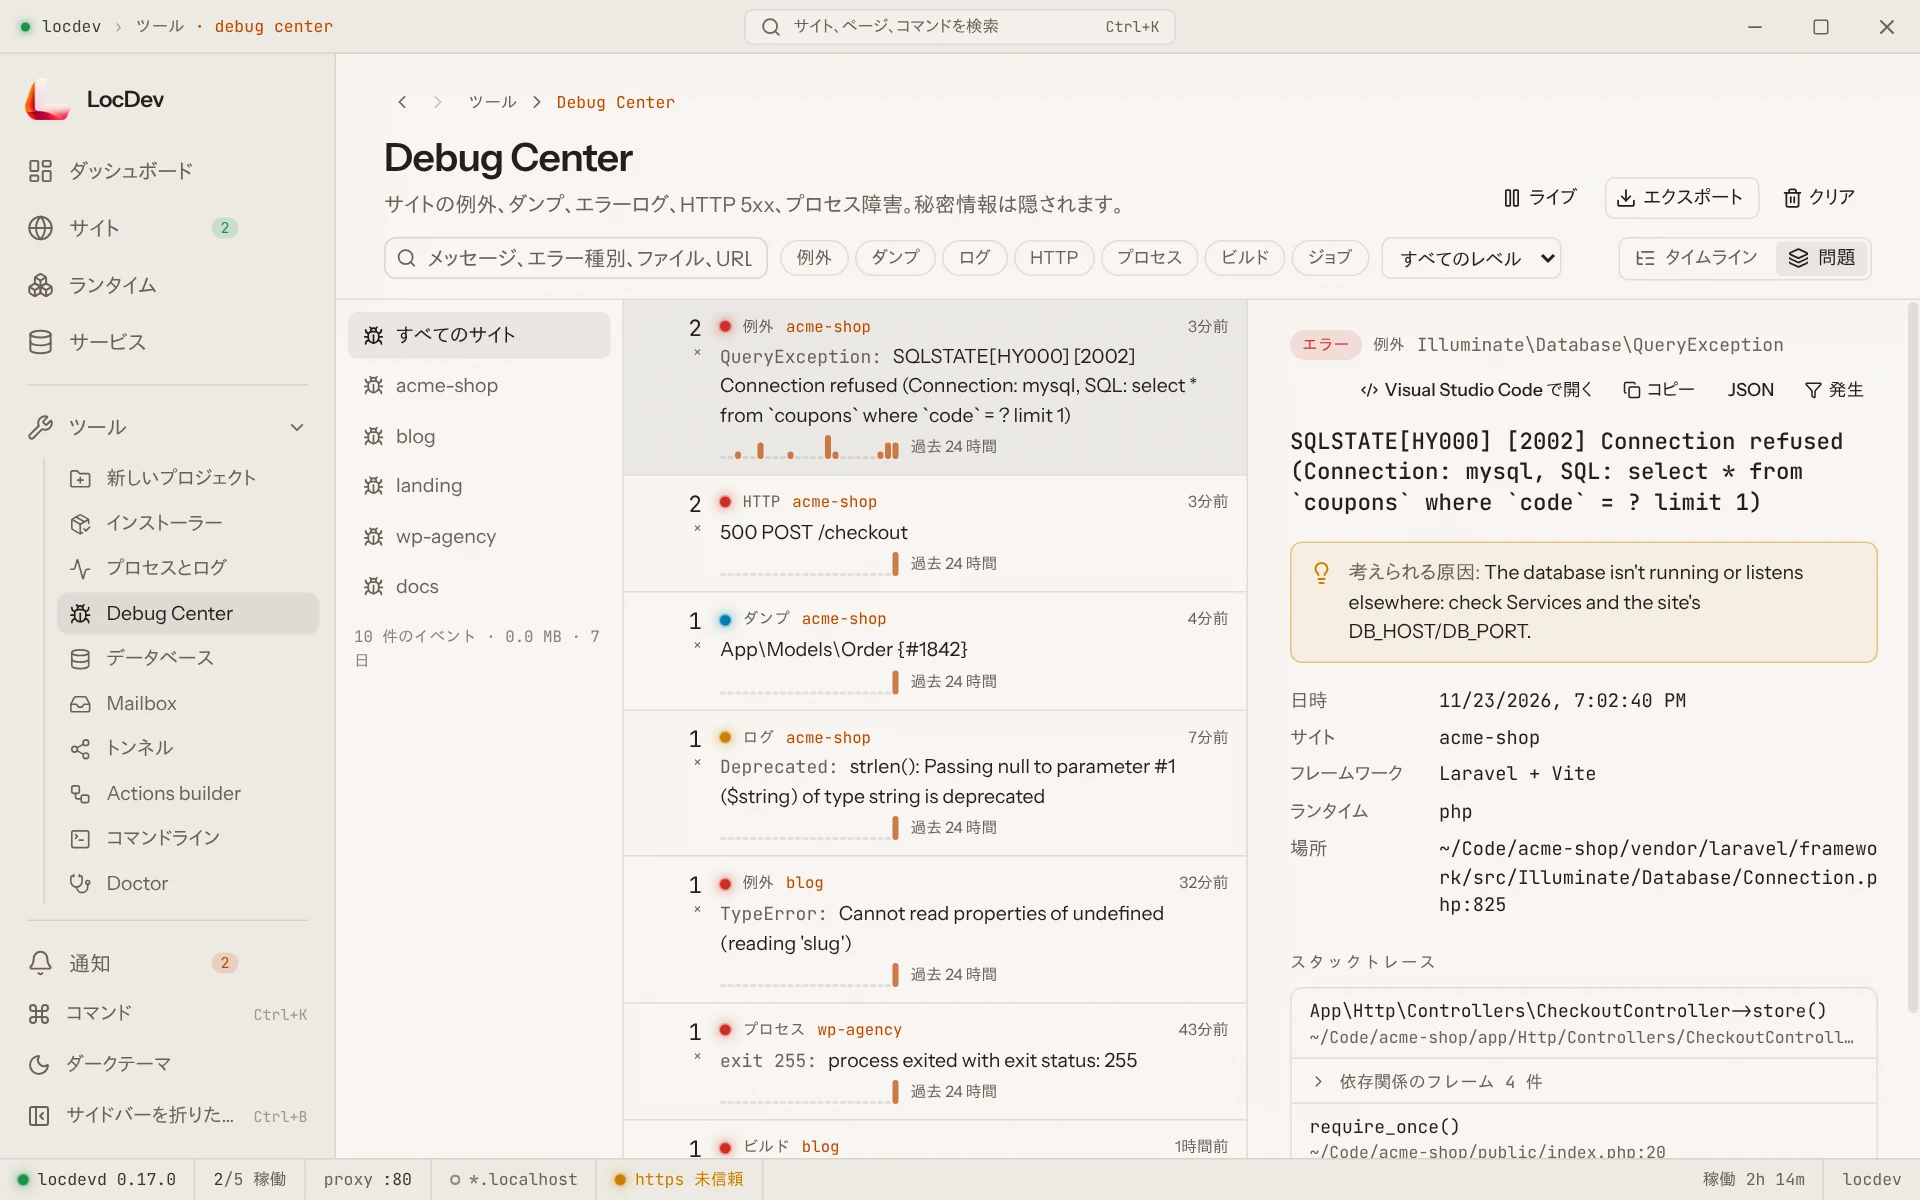 locdev › ツール · debug center
サイト、ページ、コマンドを検索 Ctrl+K
LocDev
ダッシュボード
サイト 2
ランタイム
サービス
ツール
新しいプロジェクト
インストーラー
プロセスとログ
Debug Center
データベース
Mailbox
トンネル
Actions builder
コマンドライン
Doctor
通知 2
コマンド Ctrl+K
ダークテーマ
サイドバーを折りた… Ctrl+B
ツール > Debug Center
Debug Center
サイトの例外、ダンプ、エラーログ、HTTP 5xx、プロセス障害。秘密情報は隠されます。
ライブ エクスポート クリア
メッセージ、エラー種別、ファイル、URL 例外 ダンプ ログ HTTP プロセス ビルド ジョブ すべてのレベル タイムライン 問題
すべてのサイト
acme-shop
blog
landing
wp-agency
docs
10 件のイベント · 0.0 MB · 7
日
2 × 例外 acme-shop 3分前
QueryException: SQLSTATE[HY000] [2002]
Connection refused (Connection: mysql, SQL: select *
from `coupons` where `code` = ? limit 1)
過去 24 時間
2 × HTTP acme-shop 3分前
500 POST /checkout
過去 24 時間
1 × ダンプ acme-shop 4分前
App\Models\Order {#1842}
過去 24 時間
1 × ログ acme-shop 7分前
Deprecated: strlen(): Passing null to parameter #1
($string) of type string is deprecated
過去 24 時間
1 × 例外 blog 32分前
TypeError: Cannot read properties of undefined
(reading 'slug')
過去 24 時間
1 × プロセス wp-agency 43分前
exit 255: process exited with exit status: 255
過去 24 時間
1 ビルド blog 1時間前
エラー 例外 Illuminate\Database\QueryException
Visual Studio Code で開く コピー JSON 発生
SQLSTATE[HY000] [2002] Connection refused
(Connection: mysql, SQL: select * from
`coupons` where `code` = ? limit 1)
考えられる原因: The database isn't running or listens
elsewhere: check Services and the site's
DB_HOST/DB_PORT.
日時 11/23/2026, 7:02:40 PM
サイト acme-shop
フレームワーク Laravel + Vite
ランタイム php
場所 ~/Code/acme-shop/vendor/laravel/framewo
rk/src/Illuminate/Database/Connection.p
hp:825
スタックトレース
App\Http\Controllers\CheckoutController->store()
~/Code/acme-shop/app/Http/Controllers/CheckoutControll…
依存関係のフレーム 4 件
require_once()
~/Code/acme-shop/public/index.php:20
locdevd 0.17.0 2/5 稼働 proxy :80 *.localhost https 未信頼 稼働 2h 14m locdev